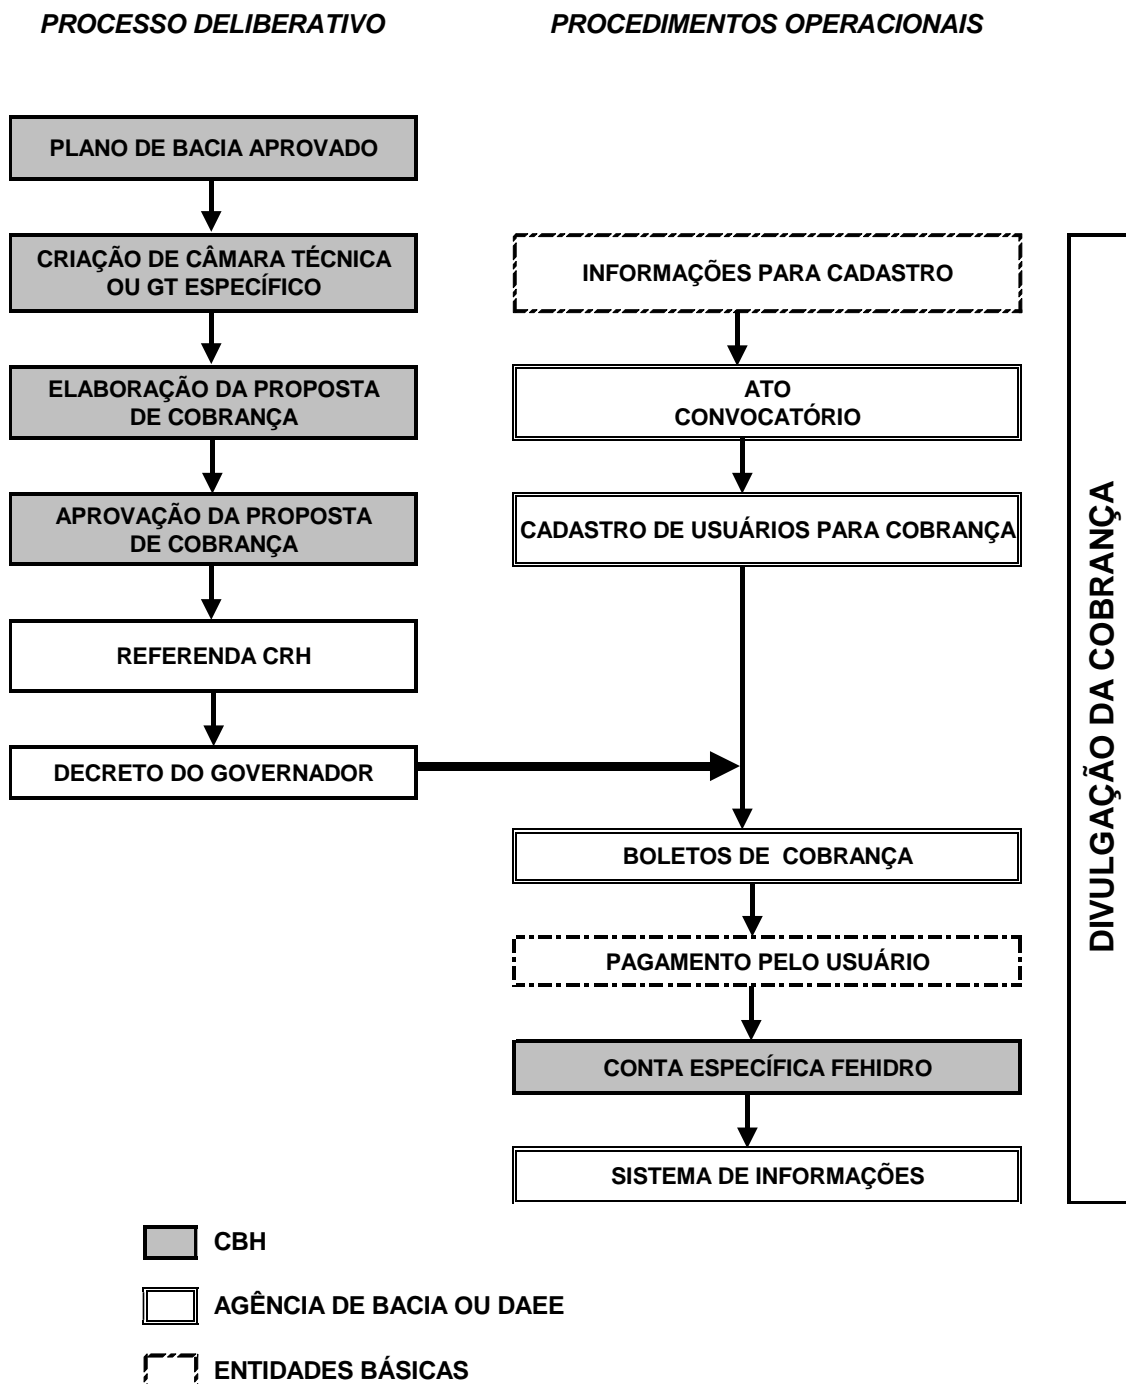 PROCESSO DELIBERATIVO
PROCEDIMENTOS OPERACIONAIS
PLANO DE BACIA APROVADO
CRIAÇÃO DE CÂMARA TÉCNICA
OU GT ESPECÍFICO
ELABORAÇÃO DA PROPOSTA
DE COBRANÇA
APROVAÇÃO DA PROPOSTA
DE COBRANÇA
REFERENDA CRH
DECRETO DO GOVERNADOR
INFORMAÇÕES PARA CADASTRO
ATO
CONVOCATÓRIO
CADASTRO DE USUÁRIOS PARA COBRANÇA
BOLETOS DE COBRANÇA
PAGAMENTO PELO USUÁRIO
CONTA ESPECÍFICA FEHIDRO
SISTEMA DE INFORMAÇÕES
DIVULGAÇÃO DA COBRANÇA
CBH
AGÊNCIA DE BACIA OU DAEE
ENTIDADES BÁSICAS